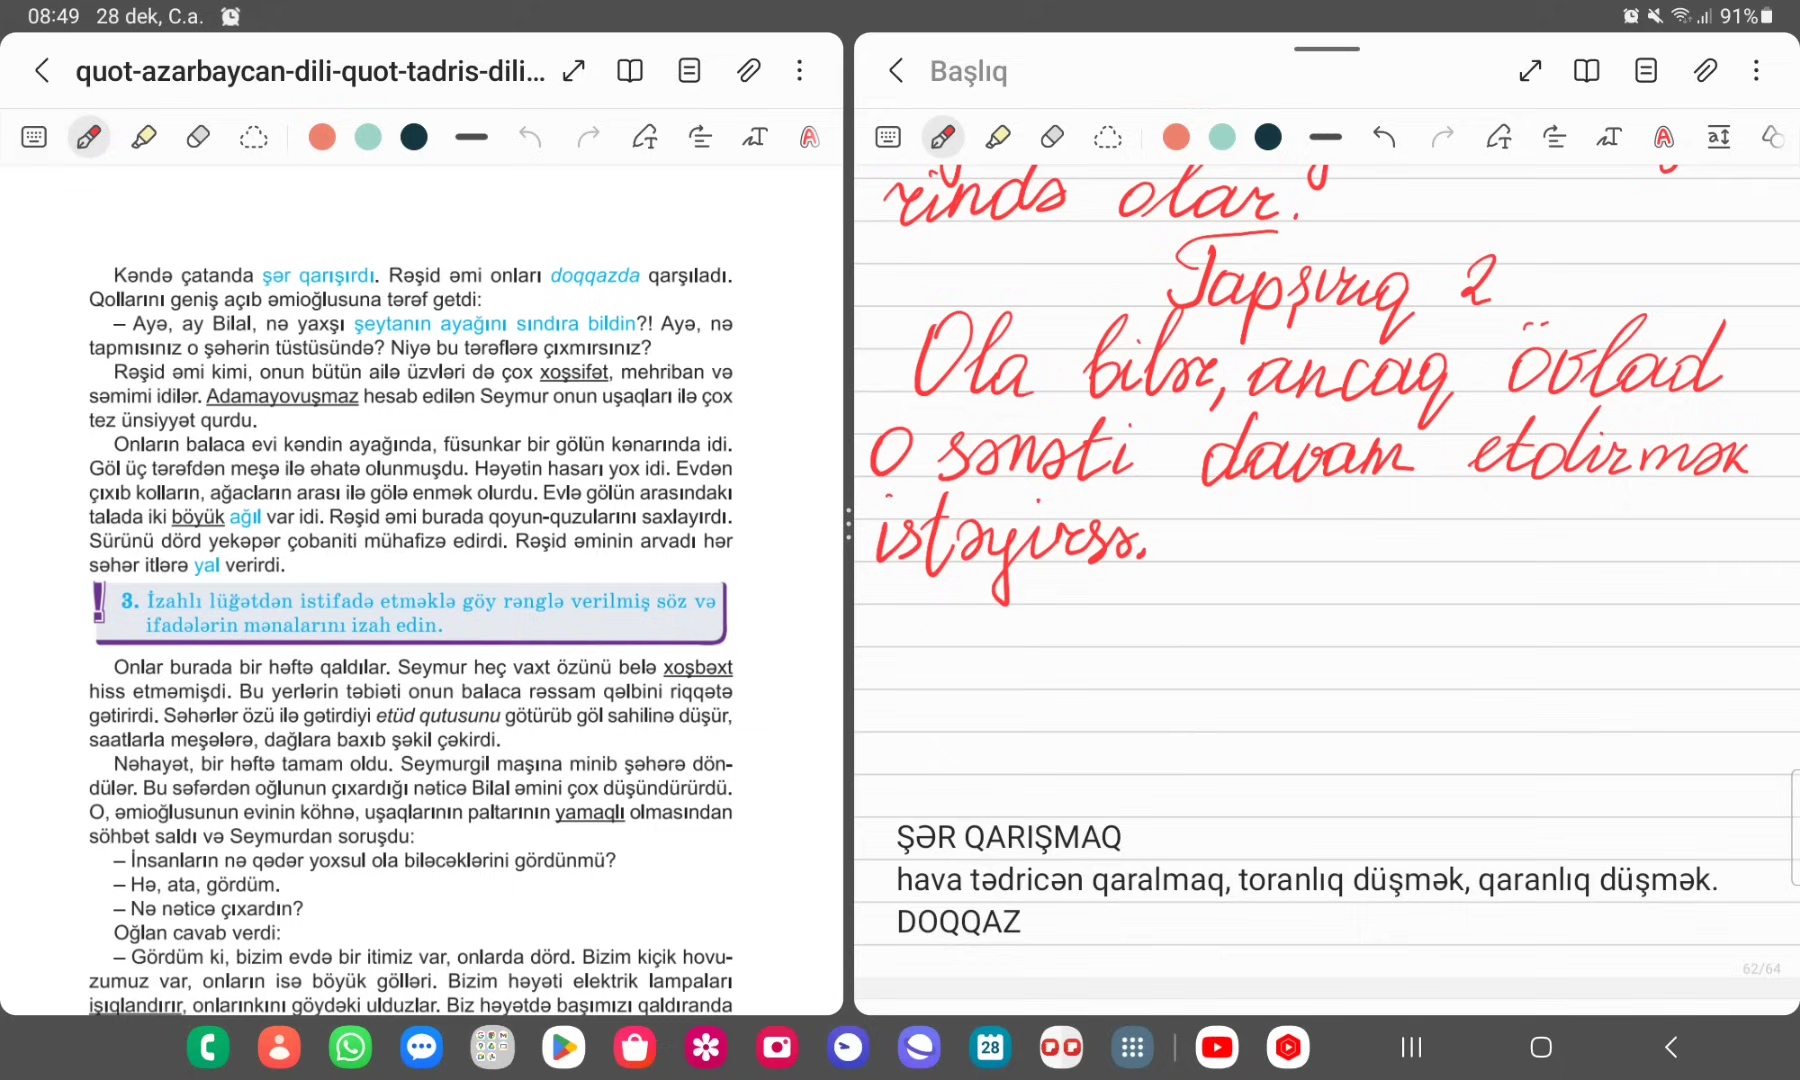 08:49 28 dek, C.a.
91%
quot-azarbaycan-dili-quot-tadris-dili...
Kəndə çatanda şər qarışırdı. Rəşid əmi onları doqqazda qarşıladı.
Qollarını geniş açıb əmioğlusuna tərəf getdi:
– Ayə, ay Bilal, nə yaxşı şeytanın ayağını sındıra bildin?! Ayə, nə
tapmısınız o şəhərin tüstüsündə? Niyə bu tərəflərə çıxmırsınız?
Rəşid əmi kimi, onun bütün ailə üzvləri də çox xoşsifət, mehriban və
səmimi idilər. Adamayovuşmaz hesab edilən Seymur onun uşaqları ilə çox
tez ünsiyyət qurdu.
Onların balaca evi kəndin ayağında, füsunkar bir gölün kənarında idi.
Göl üç tərəfdən meşə ilə əhatə olunmuşdu. Həyətin hasarı yox idi. Evdən
çıxıb kolların, ağacların arası ilə gölə enmək olurdu. Evlə gölün arasındakı
talada iki böyük ağıl var idi. Rəşid əmi burada qoyun-quzularını saxlayırdı.
Sürünü dörd yekəpər çobaniti mühafizə edirdi. Rəşid əminin arvadı hər
səhər itlərə yal verirdi.
! 3. İzahlı lüğətdən istifadə etməklə göy rənglə verilmiş söz və
ifadələrin mənalarını izah edin.
Onlar burada bir həftə qaldılar. Seymur heç vaxt özünü belə xoşbəxt
hiss etməmişdi. Bu yerlərin təbiəti onun balaca rəssam qəlbini riqqətə
gətirirdi. Səhərlər özü ilə gətirdiyi etüd qutusunu götürüb göl sahilinə düşür,
saatlarla meşələrə, dağlara baxıb şəkil çəkirdi.
Nəhayət, bir həftə tamam oldu. Seymurgil maşına minib şəhərə dön-
dülər. Bu səfərdən oğlunun çıxardığı nəticə Bilal əmini çox düşündürürdü.
O, əmioğlusunun evinin köhnə, uşaqlarının paltarının yamaqlı olmasından
söhbət saldı və Seymurdan soruşdu:
– İnsanların nə qədər yoxsul ola biləcəklərini gördünmü?
– Hə, ata, gördüm.
– Nə nəticə çıxardın?
Oğlan cavab verdi:
– Gördüm ki, bizim evdə bir itimiz var, onlarda dörd. Bizim kiçik hovu-
zumuz var, onların isə böyük gölləri. Bizim həyəti elektrik lampaları
işıqlandırır, onlarınkını göydəki ulduzlar. Biz həyətdə başımızı qaldıranda
Başlıq
rində olar.
Tapşırıq 2
Ola bilər, ancaq övlad
o sənəti davam etdirmək
istəyirsə.
ŞƏR QARIŞMAQ
hava tədricən qaralmaq, toranlıq düşmək, qaranlıq düşmək.
DOQQAZ
62/64
28